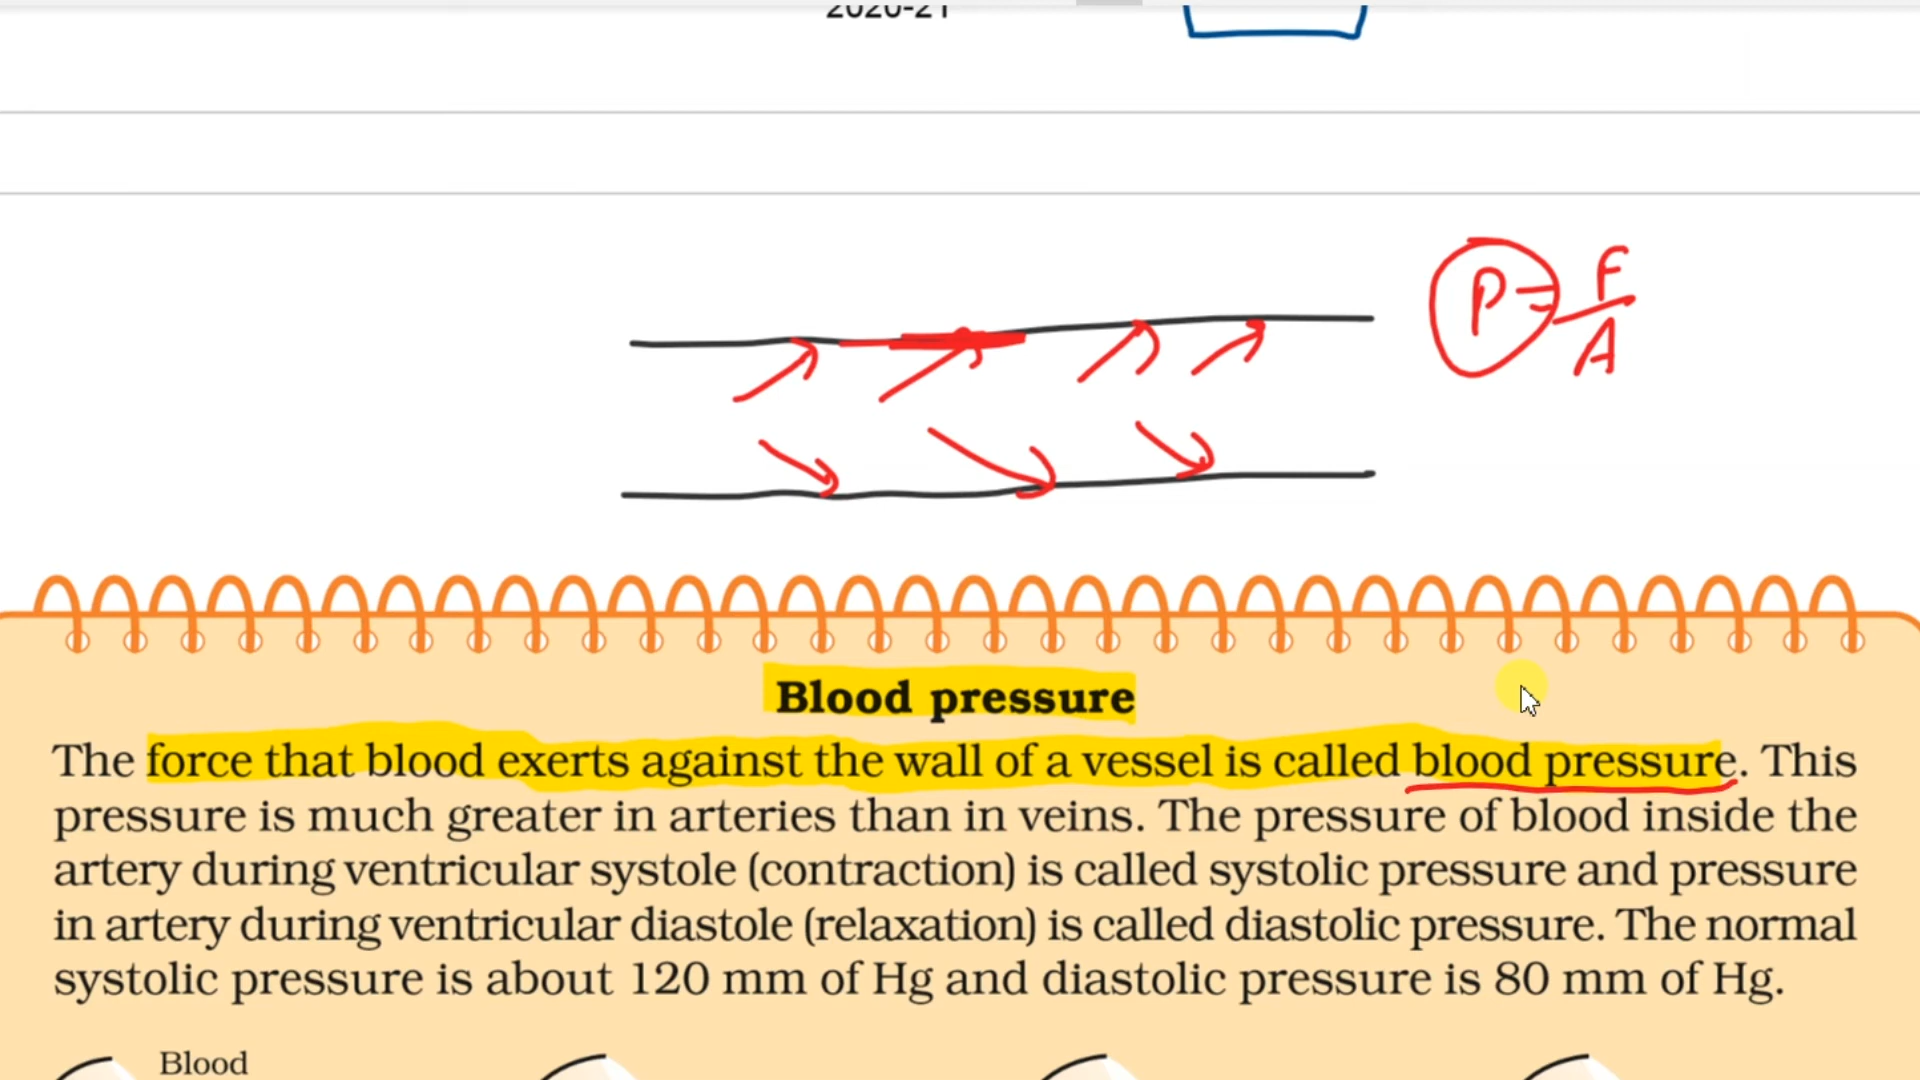 2020-21
P = F
A
Blood pressure
The force that blood exerts against the wall of a vessel is called blood pressure. This
pressure is much greater in arteries than in veins. The pressure of blood inside the
artery during ventricular systole (contraction) is called systolic pressure and pressure
in artery during ventricular diastole (relaxation) is called diastolic pressure. The normal
systolic pressure is about 120 mm of Hg and diastolic pressure is 80 mm of Hg.
Blood